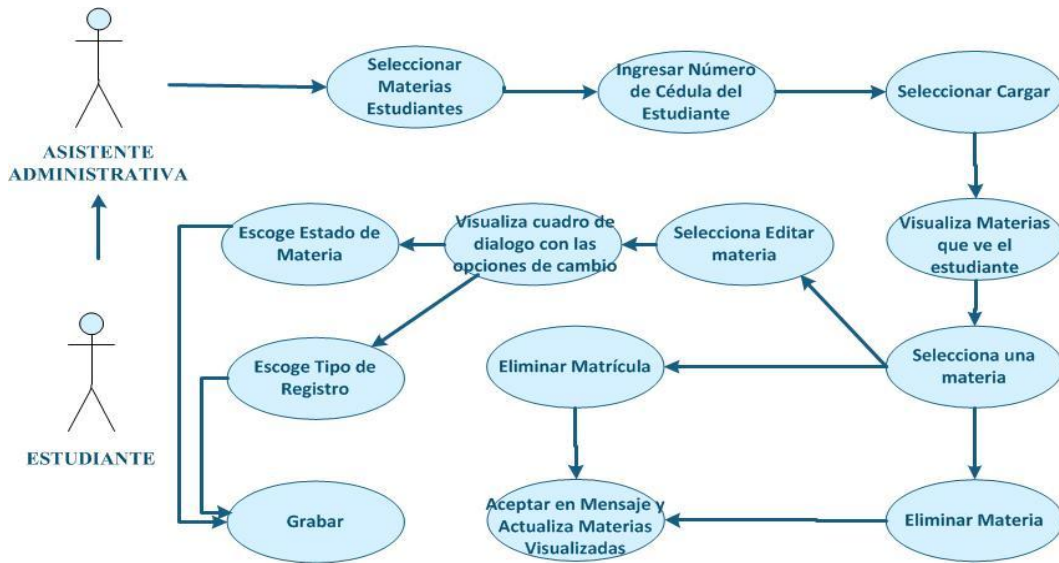 Seleccionar
Materias
Estudiantes
Ingresar Número
de Cédula del
Estudiante
Seleccionar Cargar
ASISTENTE
ADMINISTRATIVA
Escoge Estado de
Materia
Visualiza cuadro de
dialogo con las
opciones de cambio
Selecciona Editar
materia
Visualiza Materias
que ve el
estudiante
Escoge Tipo de
Registro
Eliminar Matrícula
Selecciona una
materia
ESTUDIANTE
Grabar
Aceptar en Mensaje y
Actualiza Materias
Visualizadas
Eliminar Materia